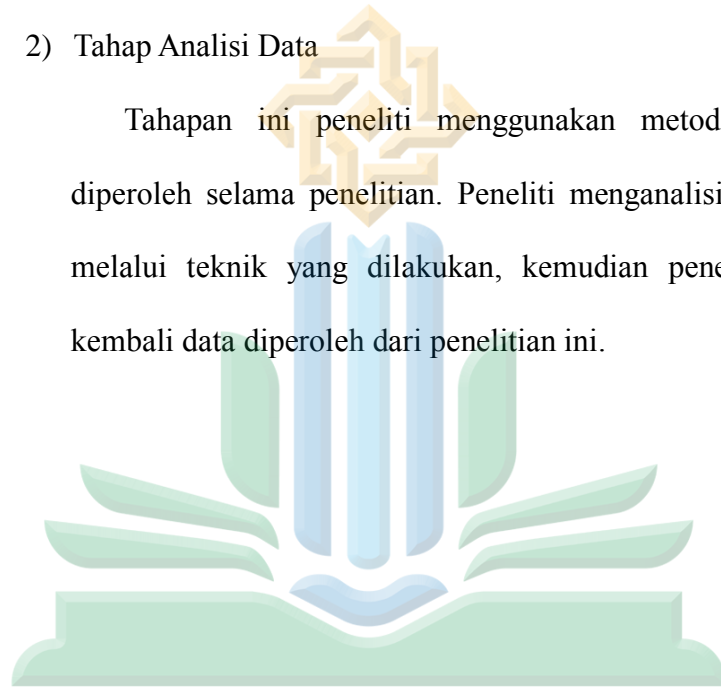 2) Tahap Analisi Data
Tahapan ini peneliti menggunakan metod
diperoleh selama penelitian. Peneliti menganalisi
melalui teknik yang dilakukan, kemudian pene
kembali data diperoleh dari penelitian ini.